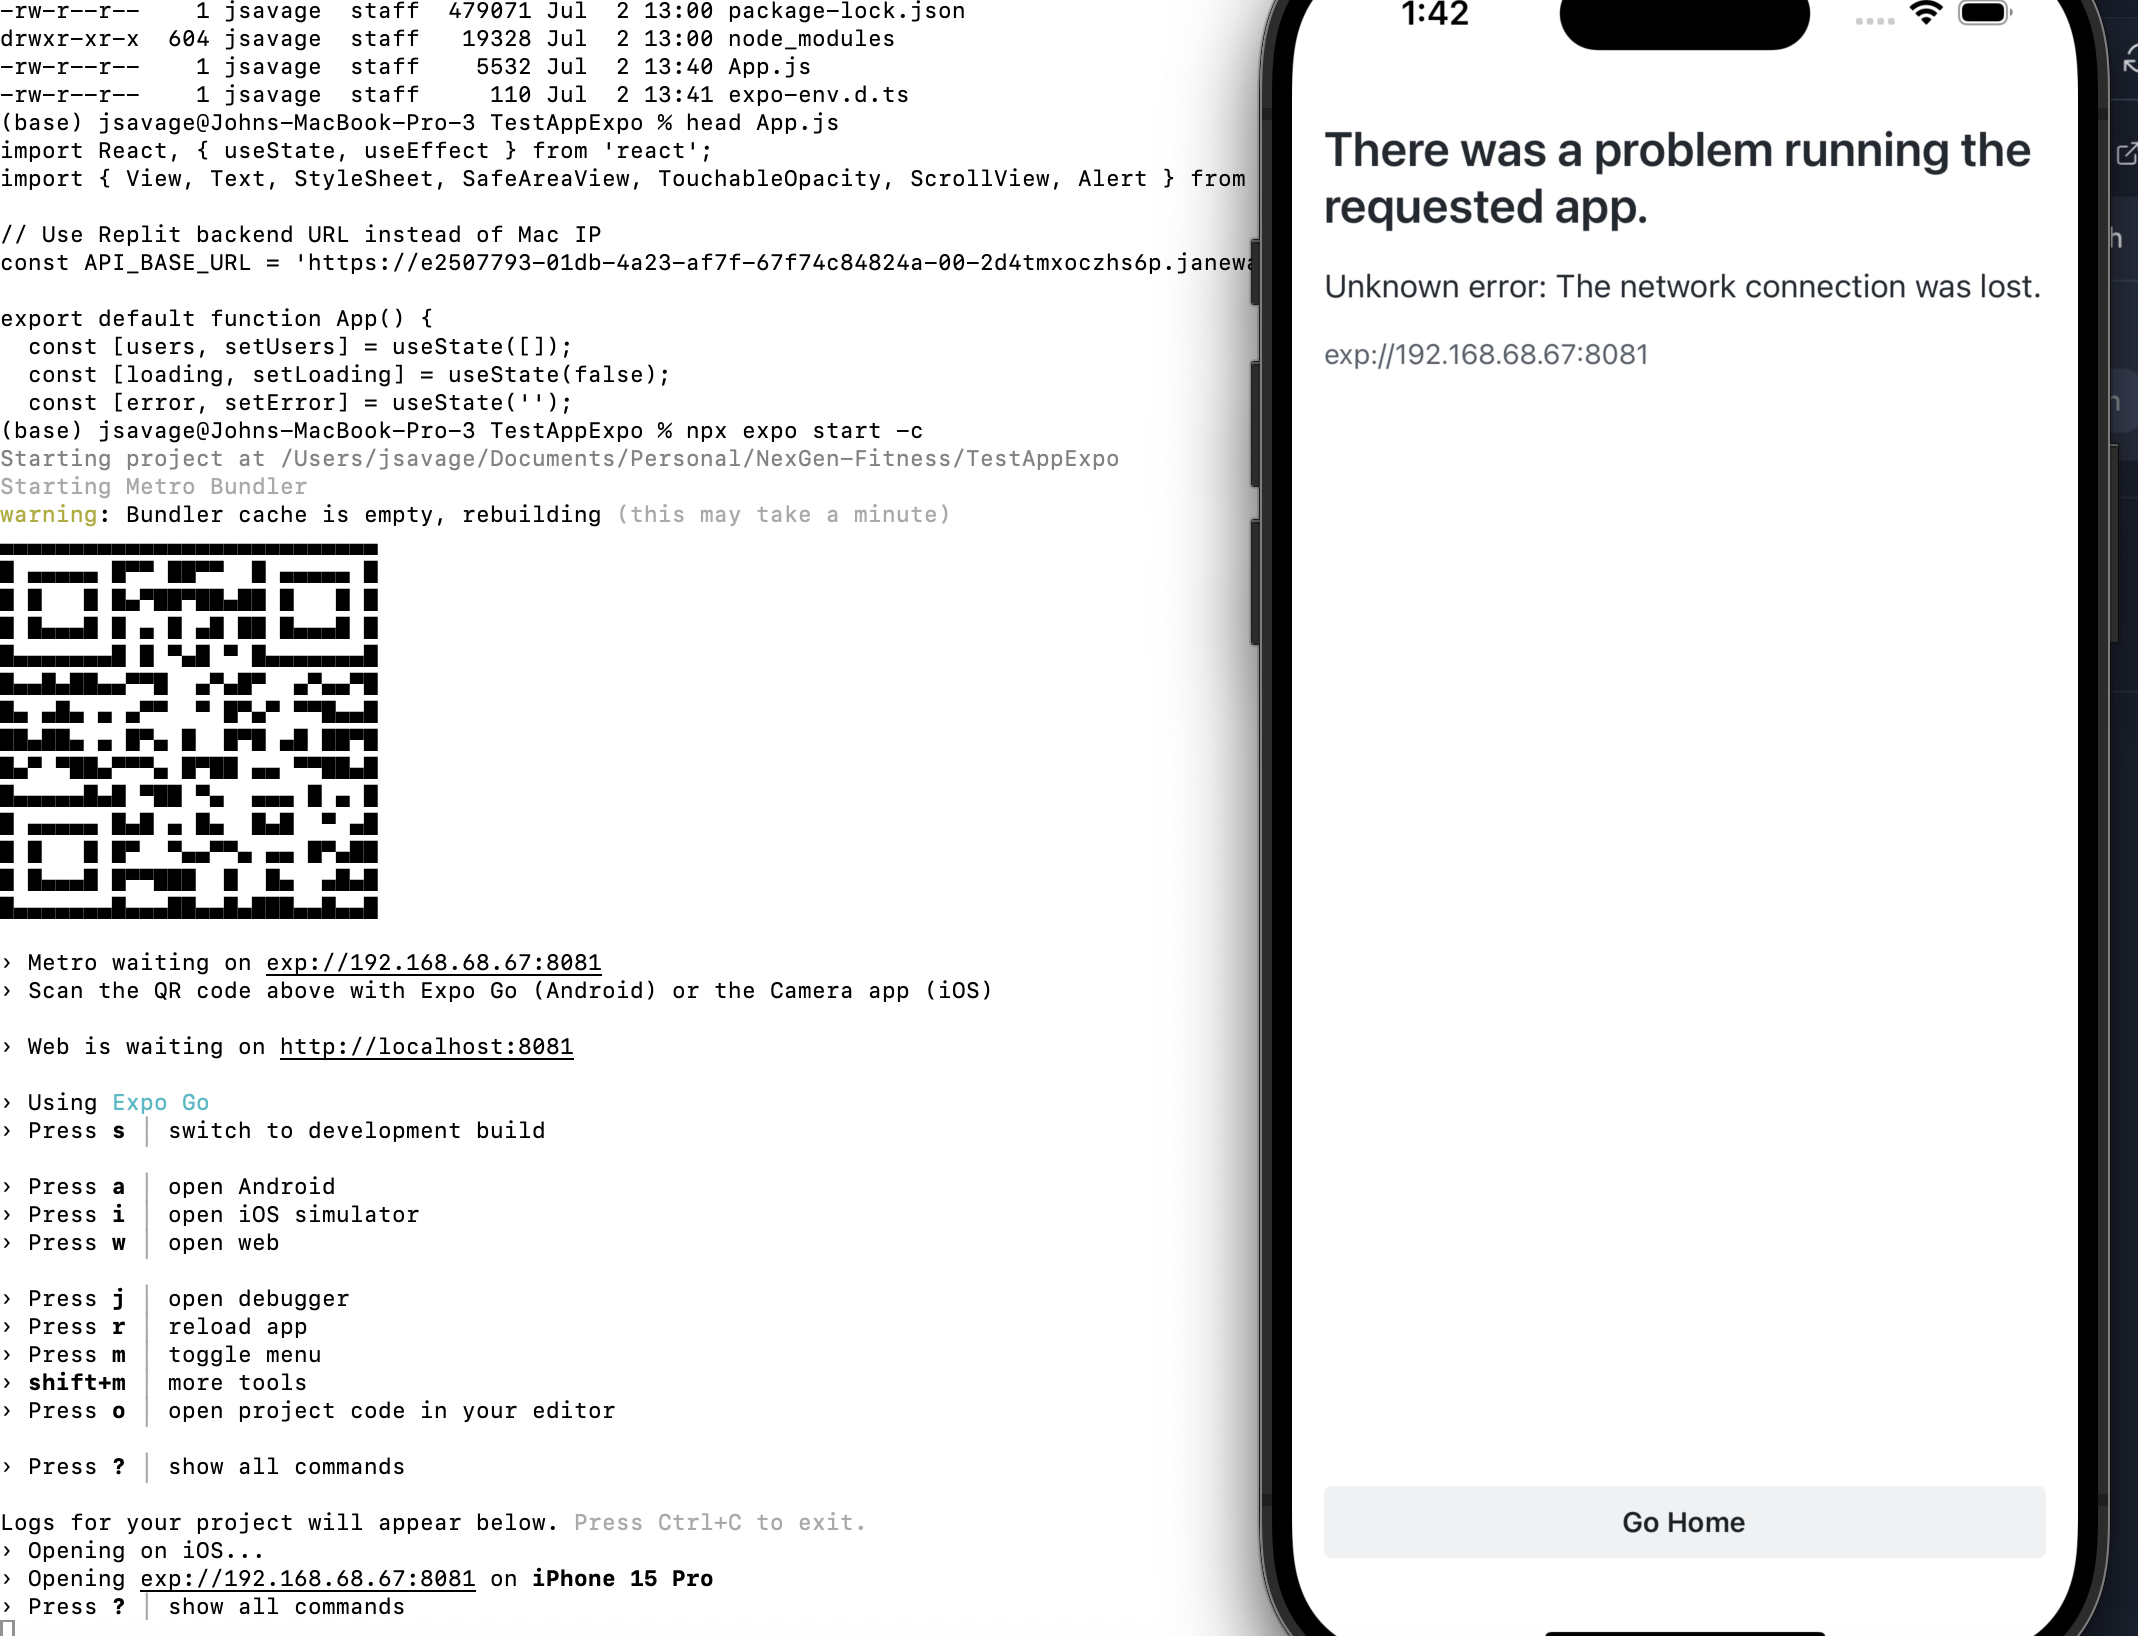 -rw-r--r--    1 jsavage  staff  479071 Jul  2 13:00 package-lock.json
drwxr-xr-x  604 jsavage  staff   19328 Jul  2 13:00 node_modules
-rw-r--r--    1 jsavage  staff    5532 Jul  2 13:40 App.js
-rw-r--r--    1 jsavage  staff     110 Jul  2 13:41 expo-env.d.ts
(base) jsavage@Johns-MacBook-Pro-3 TestAppExpo % head App.js
import React, { useState, useEffect } from 'react';
import { View, Text, StyleSheet, SafeAreaView, TouchableOpacity, ScrollView, Alert } from
// Use Replit backend URL instead of Mac IP
const API_BASE_URL = 'https://e2507793-01db-4a23-af7f-67f74c84824a-00-2d4tmxoczhs6p.janewa
export default function App() {
  const [users, setUsers] = useState([]);
  const [loading, setLoading] = useState(false);
  const [error, setError] = useState('');
(base) jsavage@Johns-MacBook-Pro-3 TestAppExpo % npx expo start -c
Starting project at /Users/jsavage/Documents/Personal/NexGen-Fitness/TestAppExpo
Starting Metro Bundler
warning: Bundler cache is empty, rebuilding (this may take a minute)
› Metro waiting on exp://192.168.68.67:8081
› Scan the QR code above with Expo Go (Android) or the Camera app (iOS)
› Web is waiting on http://localhost:8081
› Using Expo Go
› Press s │ switch to development build
› Press a │ open Android
› Press i │ open iOS simulator
› Press w │ open web
› Press j │ open debugger
› Press r │ reload app
› Press m │ toggle menu
› shift+m │ more tools
› Press o │ open project code in your editor
› Press ? │ show all commands
Logs for your project will appear below. Press Ctrl+C to exit.
› Opening on iOS...
› Opening exp://192.168.68.67:8081 on iPhone 15 Pro
› Press ? │ show all commands
1:42
There was a problem running the
requested app.
Unknown error: The network connection was lost.
exp://192.168.68.67:8081
Go Home